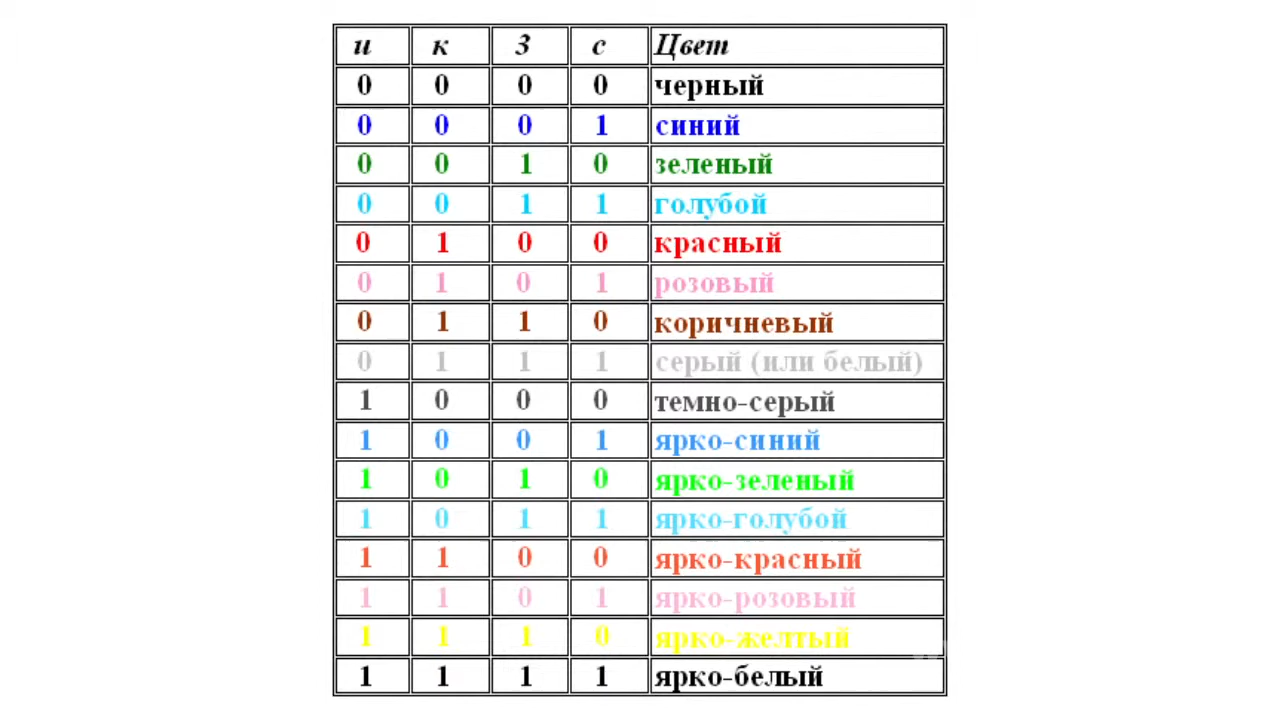 и к З с Цвет
0 0 0 0 черный
0 0 0 1 синий
0 0 1 0 зеленый
0 0 1 1 голубой
0 1 0 0 красный
0 1 0 1 розовый
0 1 1 0 коричневый
0 1 1 1 серый (или белый)
1 0 0 0 темно-серый
1 0 0 1 ярко-синий
1 0 1 0 ярко-зеленый
1 0 1 1 ярко-голубой
1 1 0 0 ярко-красный
1 1 0 1 ярко-розовый
1 1 1 0 ярко-желтый
1 1 1 1 ярко-белый